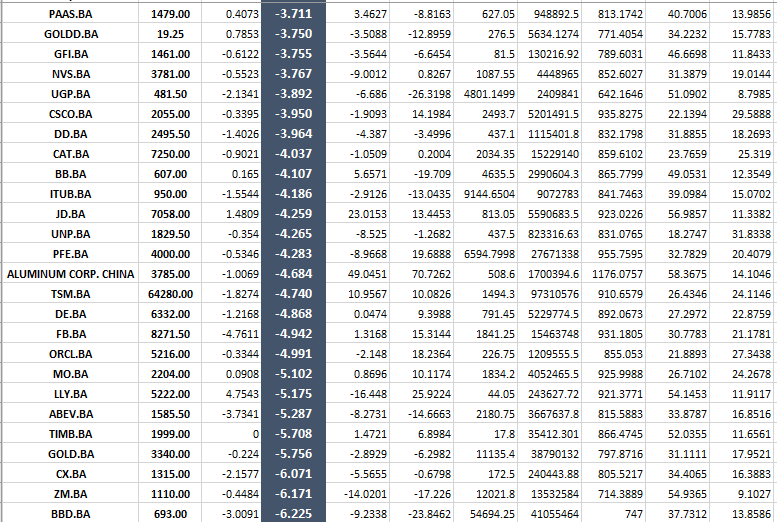 PAAS.BA 1479.00 0.4073 -3.711 3.4627 -8.8163 627.05 948892.5 813.1742 40.7006 13.9856
GOLDD.BA 19.25 0.7853 -3.750 -3.5088 -12.8959 276.5 5634.1274 771.4054 34.2232 15.7783
GFI.BA 1461.00 -0.6122 -3.755 -3.5644 -6.6454 81.5 130216.92 789.6031 46.6698 11.8433
NVS.BA 3781.00 -0.5523 -3.767 -9.0012 0.8267 1087.55 4448965 852.6027 31.3879 19.0144
UGP.BA 481.50 -2.1341 -3.892 -6.686 -26.3198 4801.1499 2409841 642.1646 51.0902 8.7985
CSCO.BA 2055.00 -0.3395 -3.950 -1.9093 14.1984 2493.7 5201491.5 935.8275 22.1394 29.5888
DD.BA 2495.50 -1.4026 -3.964 -4.387 -3.4996 437.1 1115401.8 832.1798 31.8855 18.2693
CAT.BA 7250.00 -0.9021 -4.037 -1.0509 0.2004 2034.35 15229140 859.6102 23.7659 25.319
BB.BA 607.00 0.165 -4.107 5.6571 -19.709 4635.5 2990604.3 865.7799 49.0531 12.3549
ITUB.BA 950.00 -1.5544 -4.186 -2.9126 -13.0435 9144.6504 9072783 841.7463 39.0984 15.0702
JD.BA 7058.00 1.4809 -4.259 23.0153 13.4453 813.05 5590683.5 923.0226 56.9857 11.3382
UNP.BA 1829.50 -0.354 -4.265 -8.525 -1.2682 437.5 823316.63 831.0765 18.2747 31.8338
PFE.BA 4000.00 -0.5346 -4.283 -8.9668 19.6888 6594.7998 27671338 955.7595 32.7829 20.4079
ALUMINUM CORP. CHINA 3785.00 -1.0069 -4.684 49.0451 70.7262 508.6 1700394.6 1176.0757 58.3675 14.1046
TSM.BA 64280.00 -1.8274 -4.740 10.9567 10.0826 1494.3 97310576 910.6579 26.4346 24.1146
DE.BA 6332.00 -1.2168 -4.868 0.0474 9.3988 791.45 5229774.5 892.0673 27.2972 22.8759
FB.BA 8271.50 -4.7611 -4.942 1.3168 15.3144 1841.25 15463748 931.1805 30.7783 21.1781
ORCL.BA 5216.00 -0.3344 -4.991 -2.148 18.2364 226.75 1209555.5 855.053 21.8893 27.3438
MO.BA 2204.00 0.0908 -5.102 0.8696 10.1174 1834.2 4052465.5 925.9988 26.7102 24.2678
LLY.BA 5222.00 4.7543 -5.175 -16.448 25.9224 44.05 243627.72 921.3771 54.1453 11.9117
ABEV.BA 1585.50 -3.7341 -5.287 -8.2731 -14.6663 2180.75 3667637.8 815.5883 33.8787 16.8516
TIMB.BA 1999.00 0 -5.708 1.4721 6.8984 17.8 35412.301 866.4745 52.0355 11.6561
GOLD.BA 3340.00 -0.224 -5.756 -2.8929 -6.2982 11135.4 38790132 797.8716 31.1111 17.9521
CX.BA 1315.00 -2.1577 -6.071 -5.5655 -0.6798 172.5 240443.88 805.5217 34.4065 16.3883
ZM.BA 1110.00 -0.4484 -6.171 -14.0201 -17.226 12021.8 13532584 714.3889 54.9365 9.1027
BBD.BA 693.00 -3.0091 -6.225 -9.2338 -23.8462 54694.25 41055464 747 37.7312 13.8586